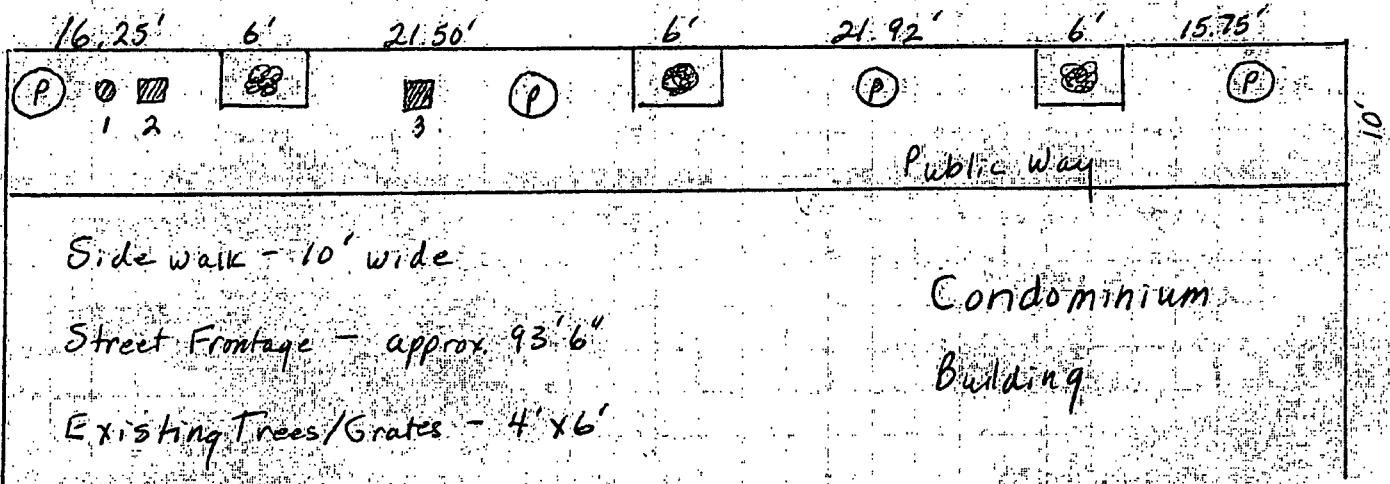 16.25' 6' 21.50' 6' 21.92' 6' 15.75'
P P P P
1 2 3
10'
Public Way
Side walk - 10' wide
Street Frontage - approx. 93'6"
Existing Trees/Grates - 4'x6'
Condominium
Building